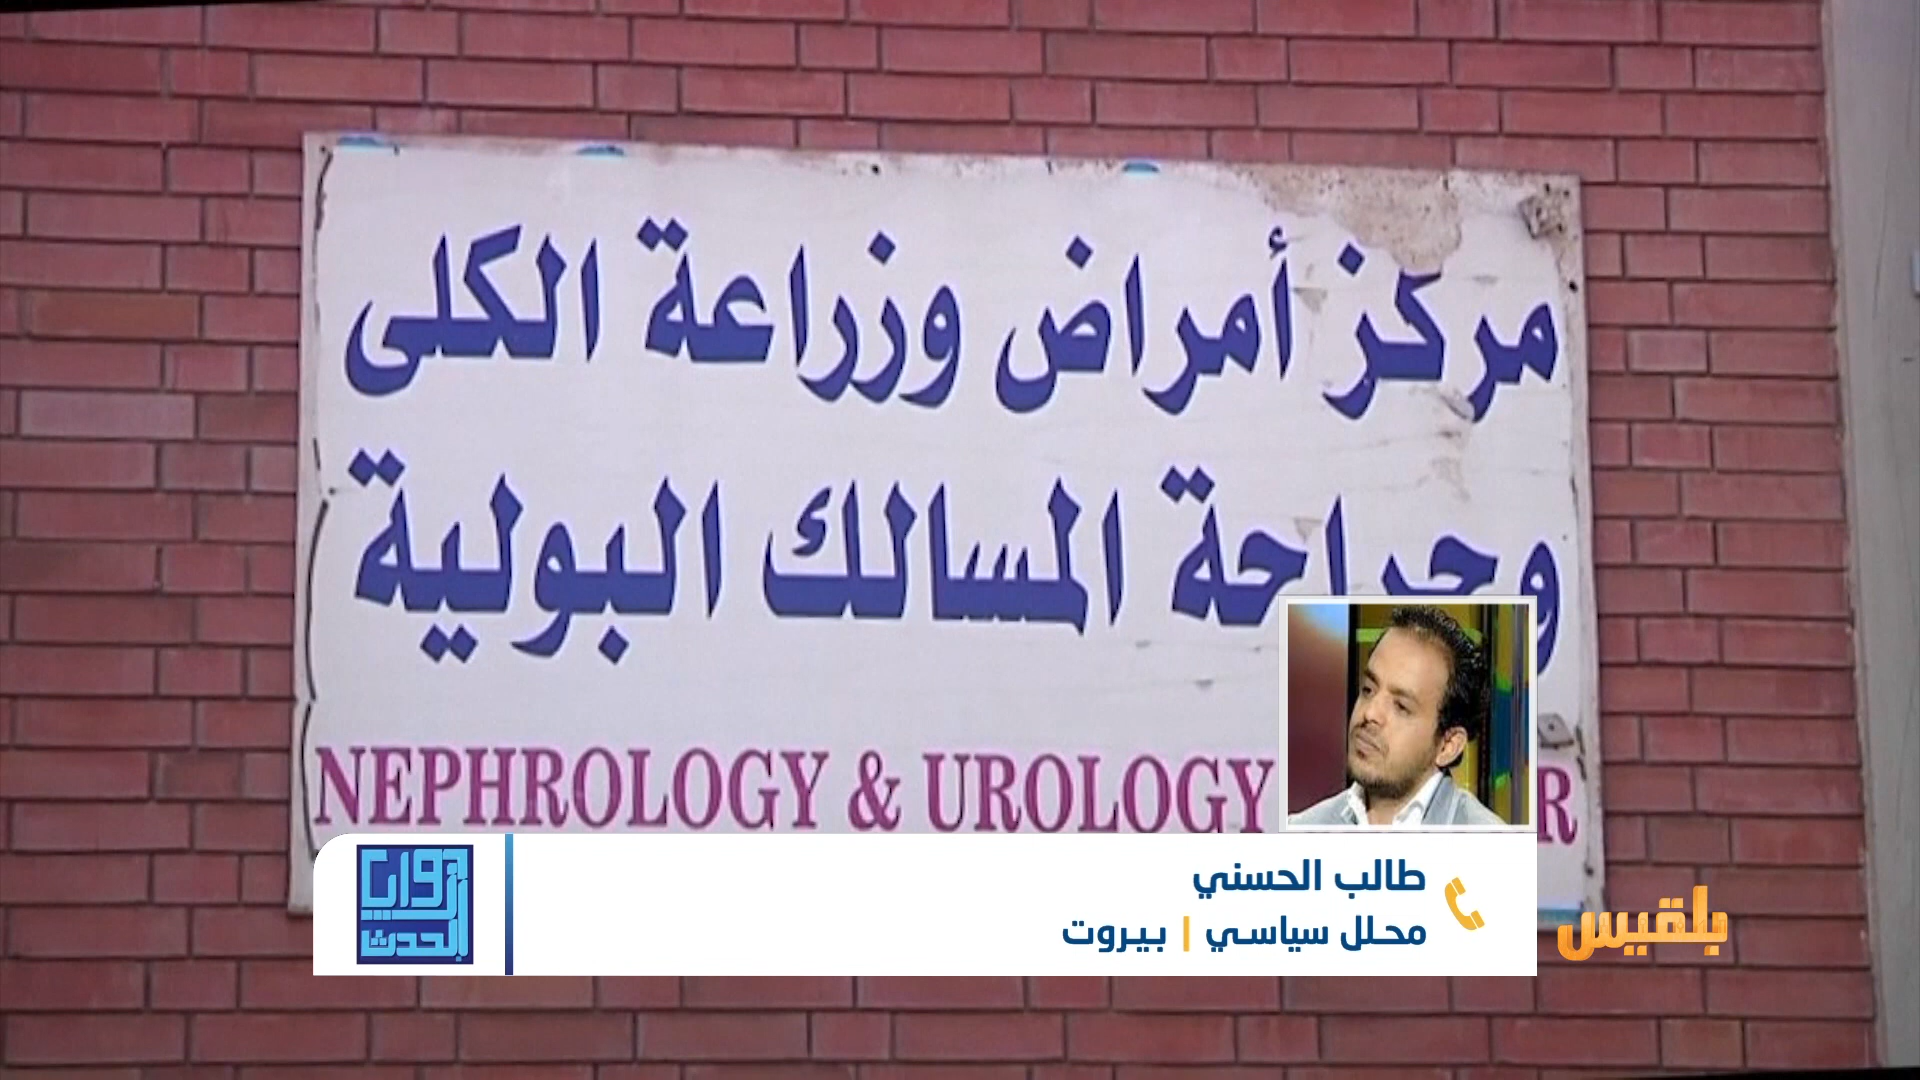 مركز أمراض وزراعة الكلى
وجراحة المسالك البولية
NEPHROLOGY & UROLOGY
طالب الحسني
محلل سياسي | بيروت
زوايا الحدث
بلقيس